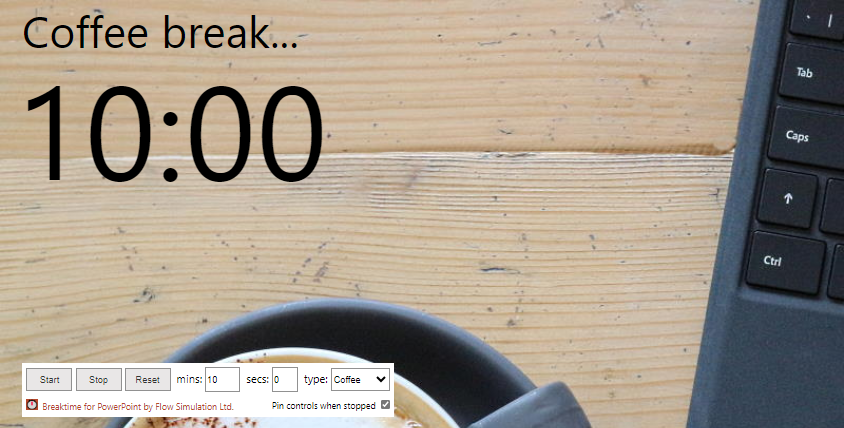 Coffee break...
10:00
Tab
Caps
Ctrl
Start Stop Reset mins: 10 secs: 0 type: Coffee
Breaktime for PowerPoint by Flow Simulation Ltd. Pin controls when stopped